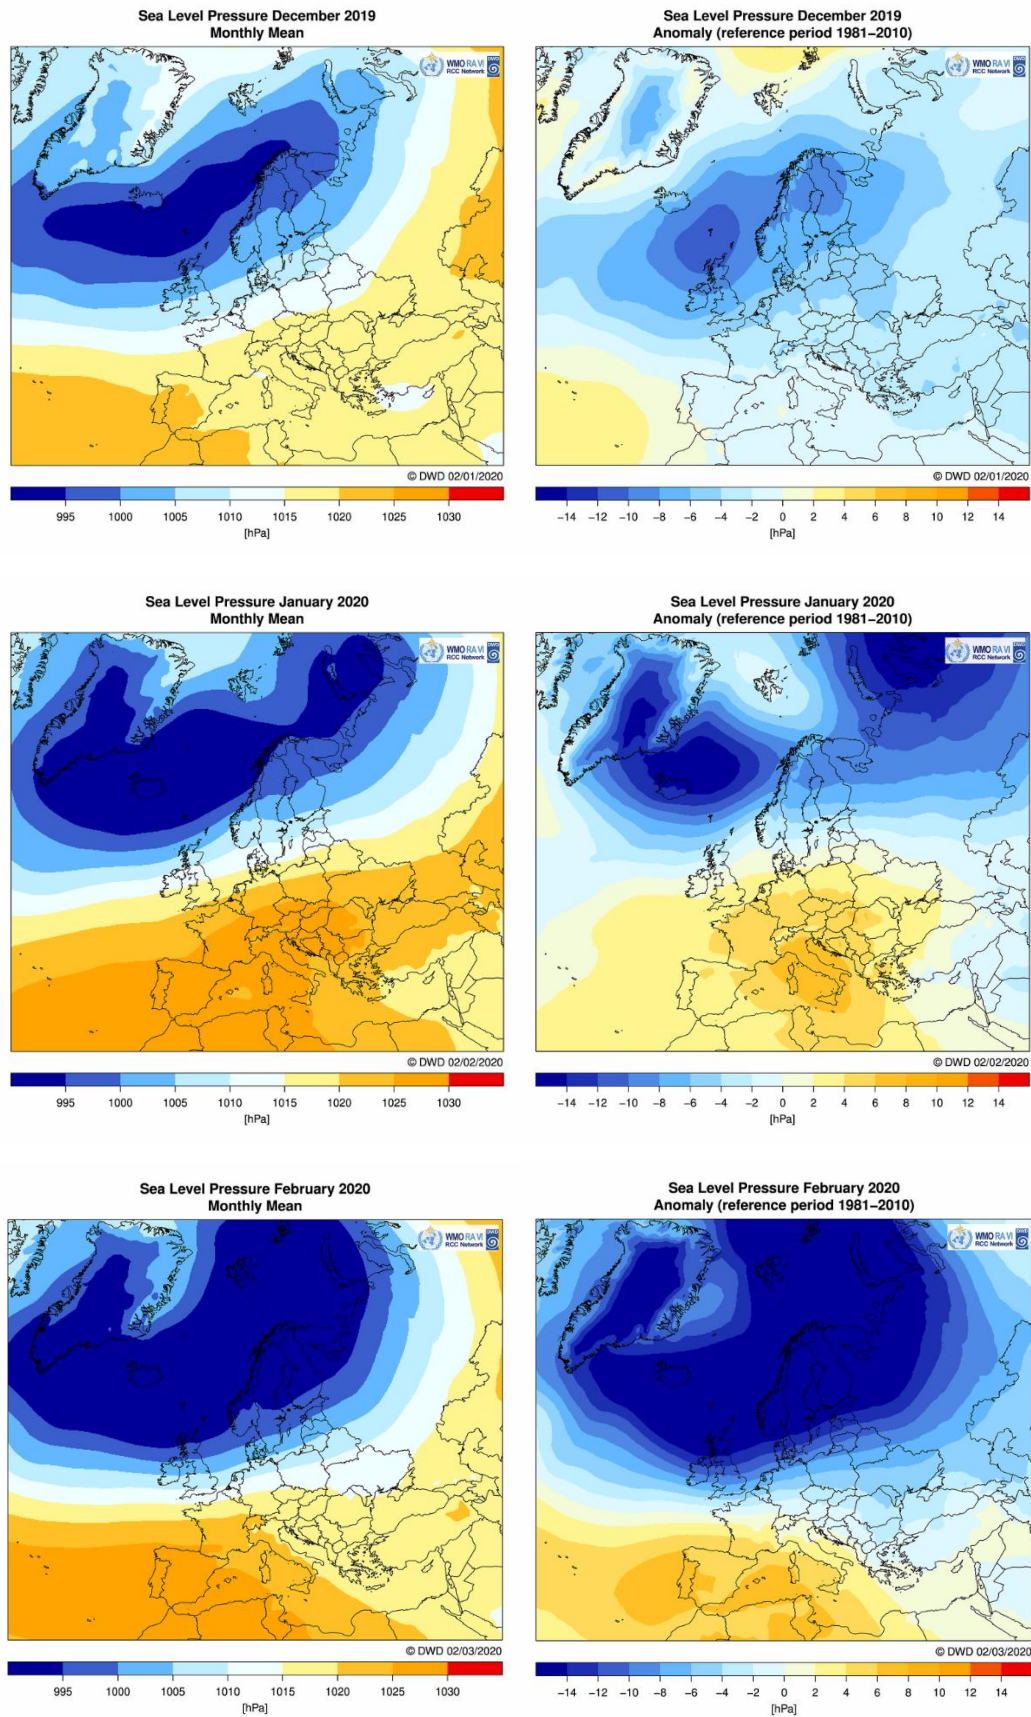 Sea Level Pressure December 2019
Monthly Mean
WMO RA VI
RCC Network
DWD
© DWD 02/01/2020
995 1000 1005 1010 1015 1020 1025 1030
[hPa]
Sea Level Pressure December 2019
Anomaly (reference period 1981−2010)
WMO RA VI
RCC Network
DWD
© DWD 02/01/2020
−14 −12 −10 −8 −6 −4 −2 0 2 4 6 8 10 12 14
[hPa]
Sea Level Pressure January 2020
Monthly Mean
WMO RA VI
RCC Network
DWD
© DWD 02/02/2020
995 1000 1005 1010 1015 1020 1025 1030
[hPa]
Sea Level Pressure January 2020
Anomaly (reference period 1981−2010)
WMO RA VI
RCC Network
DWD
© DWD 02/02/2020
−14 −12 −10 −8 −6 −4 −2 0 2 4 6 8 10 12 14
[hPa]
Sea Level Pressure February 2020
Monthly Mean
WMO RA VI
RCC Network
DWD
© DWD 02/03/2020
995 1000 1005 1010 1015 1020 1025 1030
[hPa]
Sea Level Pressure February 2020
Anomaly (reference period 1981−2010)
WMO RA VI
RCC Network
DWD
© DWD 02/03/2020
−14 −12 −10 −8 −6 −4 −2 0 2 4 6 8 10 12 14
[hPa]